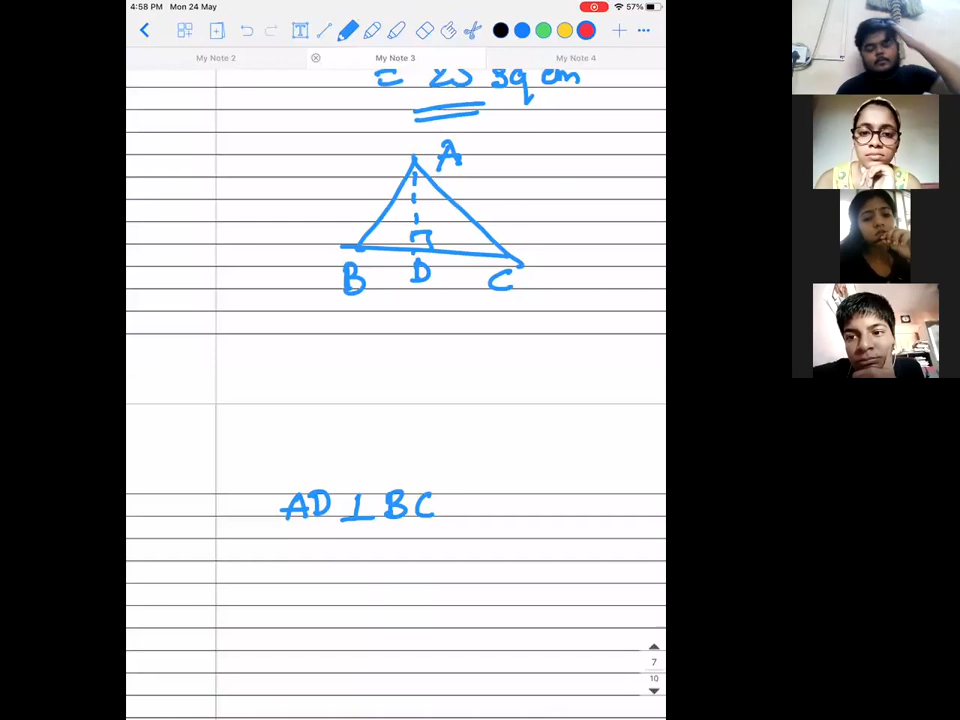 4:58 PM Mon 24 May
57%
My Note 2
My Note 3
My Note 4
= 25 sq cm
A
B D C
AD ⊥ BC
7
10